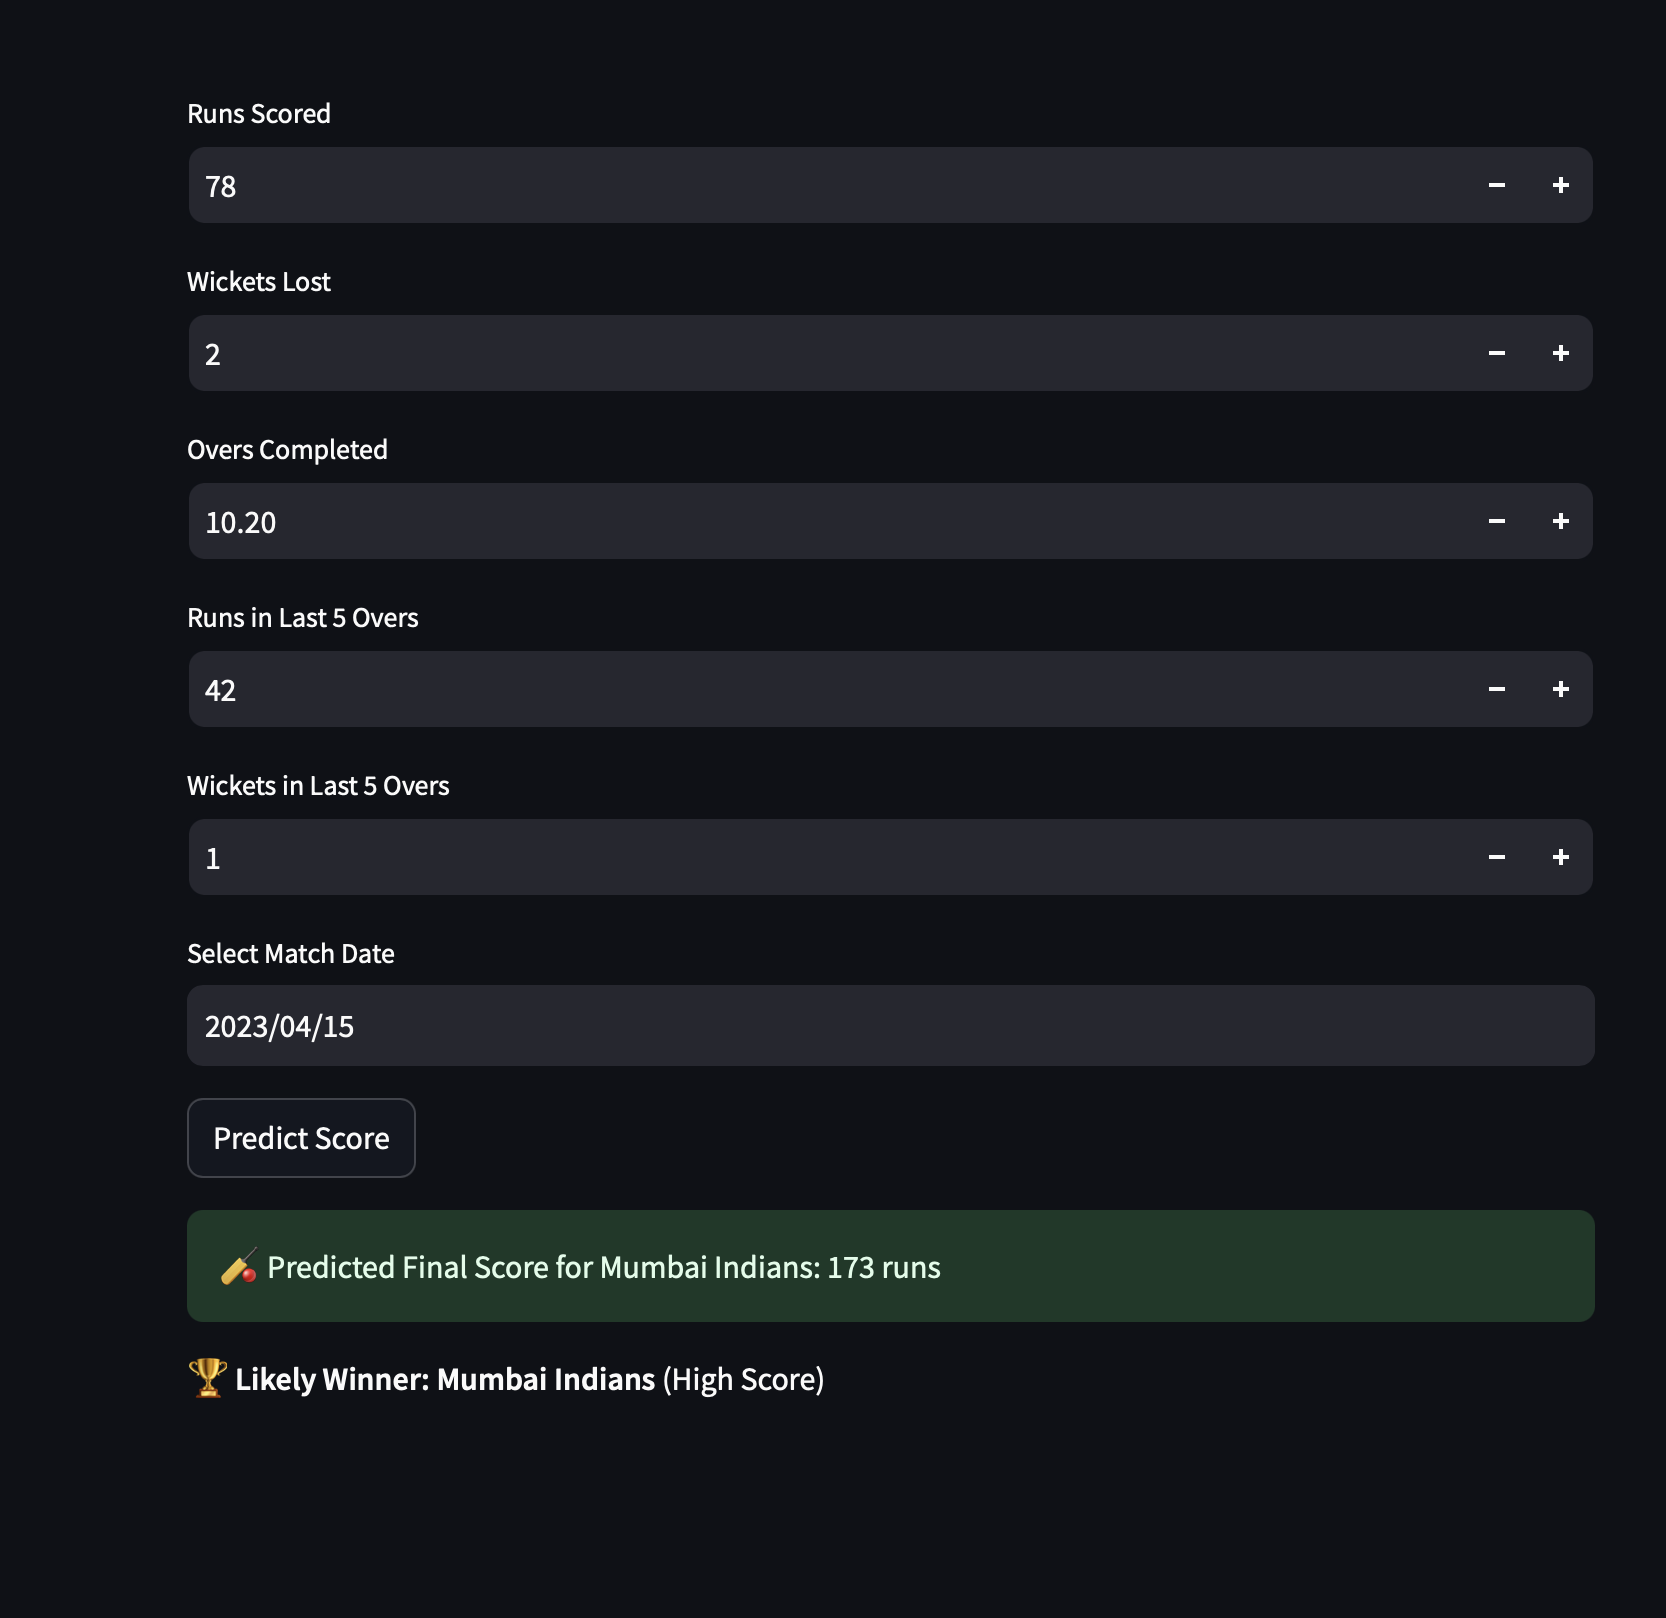 Runs Scored
78
Wickets Lost
2
Overs Completed
10.20
Runs in Last 5 Overs
42
Wickets in Last 5 Overs
1
Select Match Date
2023/04/15
Predict Score
🏏 Predicted Final Score for Mumbai Indians: 173 runs
🏆 Likely Winner: Mumbai Indians (High Score)